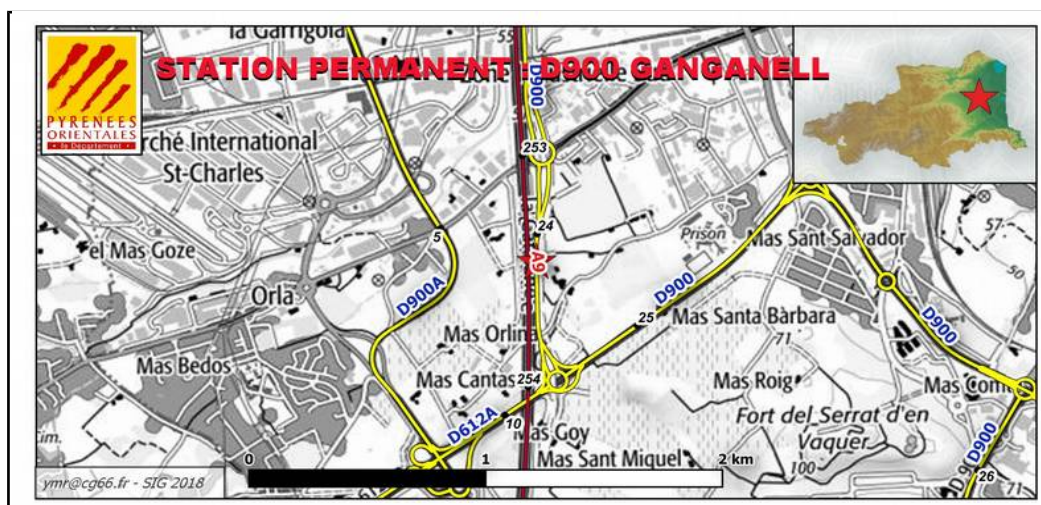 la Garrigola
55
STATION PERMANENT : D900 GANGANELL
D900
PYRENEES
ORIENTALES
le Département
arché International
St-Charles
253
24
5
A9
Prison
Mas Sant Salvador
57
50
el Mas Goze
Orla
D900A
D900
25
Mas Santa Bàrbara
71
D900
Mas Orlina
Mas Bedos
Mas Cantas
254
Mas Roig
Mas Com
D612A
10
Mas Goy
Fort del Serrat d'en
Vaquer
D900
Mas Sant Miquel
100
26
71
0
1
2 km
ymr@cg66.fr - SIG 2018